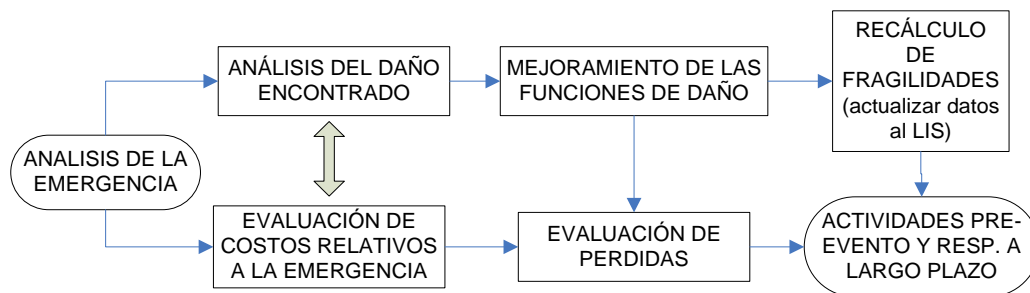 ANALISIS DE LA
EMERGENCIA
ANÁLISIS DEL DAÑO
ENCONTRADO
MEJORAMIENTO DE LAS
FUNCIONES DE DAÑO
RECÁLCULO
DE
FRAGILIDADES
(actualizar datos
al LIS)
EVALUACIÓN DE
COSTOS RELATIVOS
A LA EMERGENCIA
EVALUACIÓN DE
PERDIDAS
ACTIVIDADES PRE-
EVENTO Y RESP. A
LARGO PLAZO